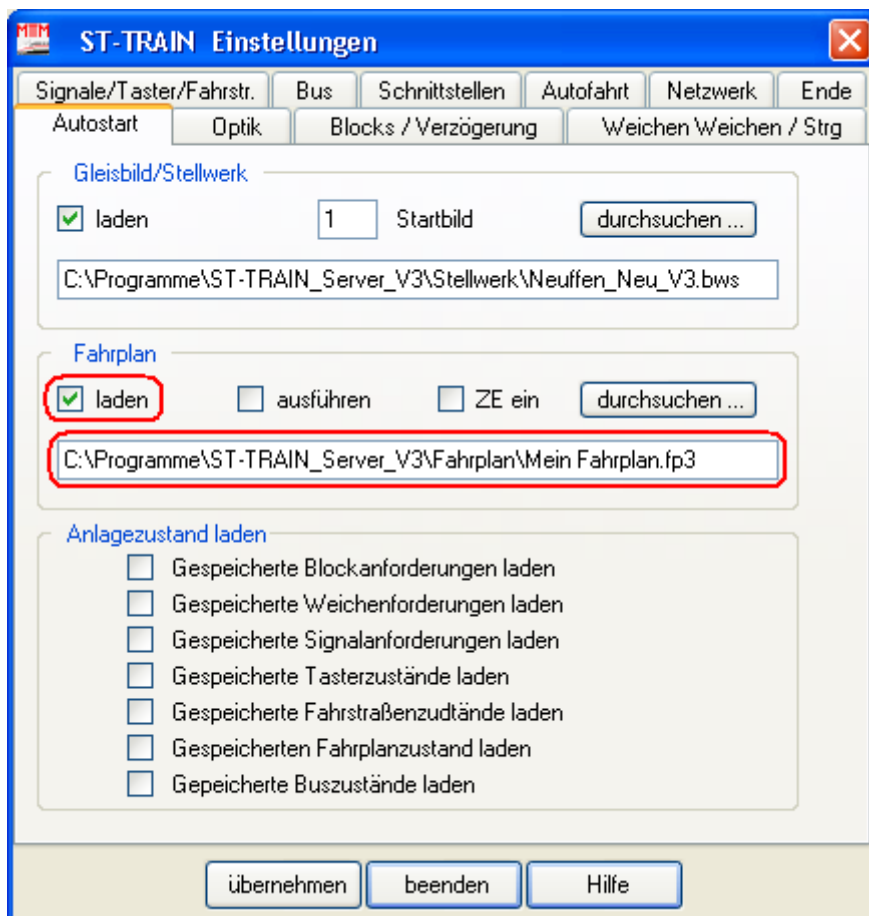 ST-TRAIN Einstellungen
Signale/Taster/Fahrstr. Bus Schnittstellen Autofahrt Netzwerk Ende
Autostart Optik Blocks / Verzögerung Weichen Weichen / Strg
Gleisbild/Stellwerk
laden 1 Startbild durchsuchen ...
C:\Programme\ST-TRAIN_Server_V3\Stellwerk\Neuffen_Neu_V3.bws
Fahrplan
laden ausführen ZE ein durchsuchen ...
C:\Programme\ST-TRAIN_Server_V3\Fahrplan\Mein Fahrplan.fp3
Anlagezustand laden
Gespeicherte Blockanforderungen laden
Gespeicherte Weichenforderungen laden
Gespeicherte Signalanforderungen laden
Gespeicherte Tasterzustände laden
Gespeicherte Fahrstraßenzudtände laden
Gespeicherten Fahrplanzustand laden
Gepeicherte Buszustände laden
übernehmen beenden Hilfe